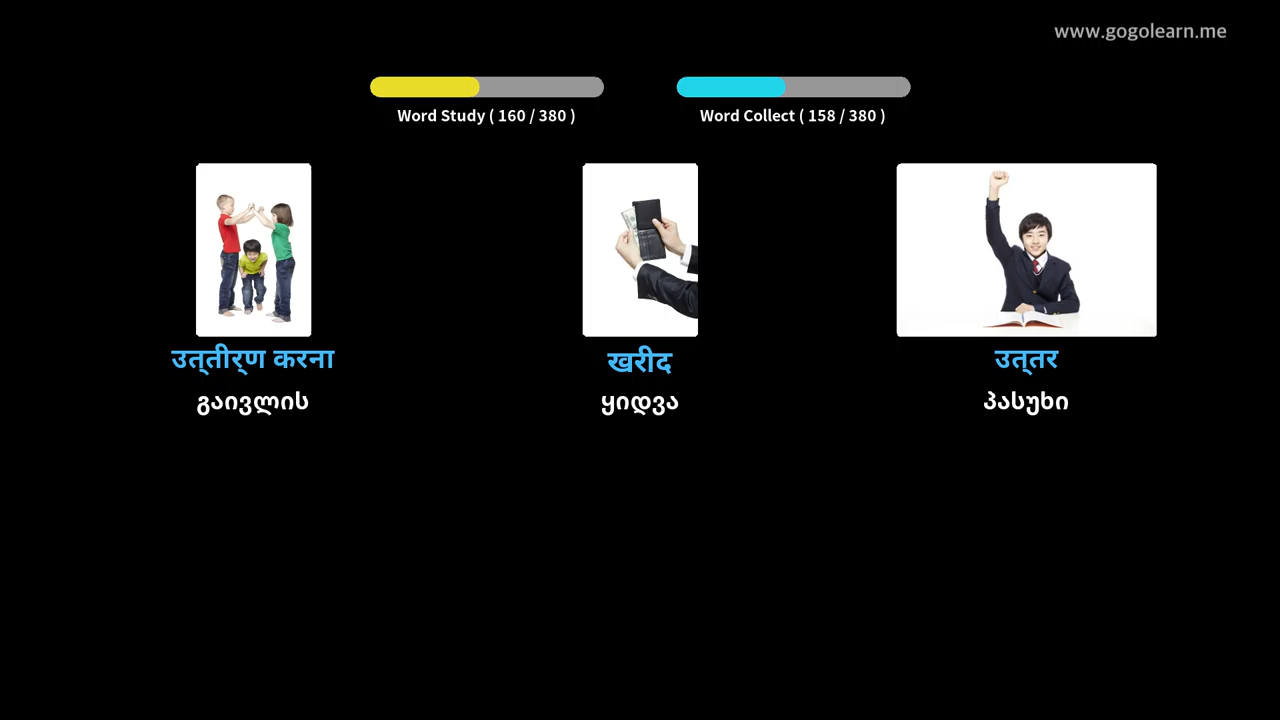 www.gogolearn.me
Word Study ( 160 / 380 )
Word Collect ( 158 / 380 )
उत्तीर्ण करना
खरीद
उत्तर
გაივლის
ყიდვა
პასუხი